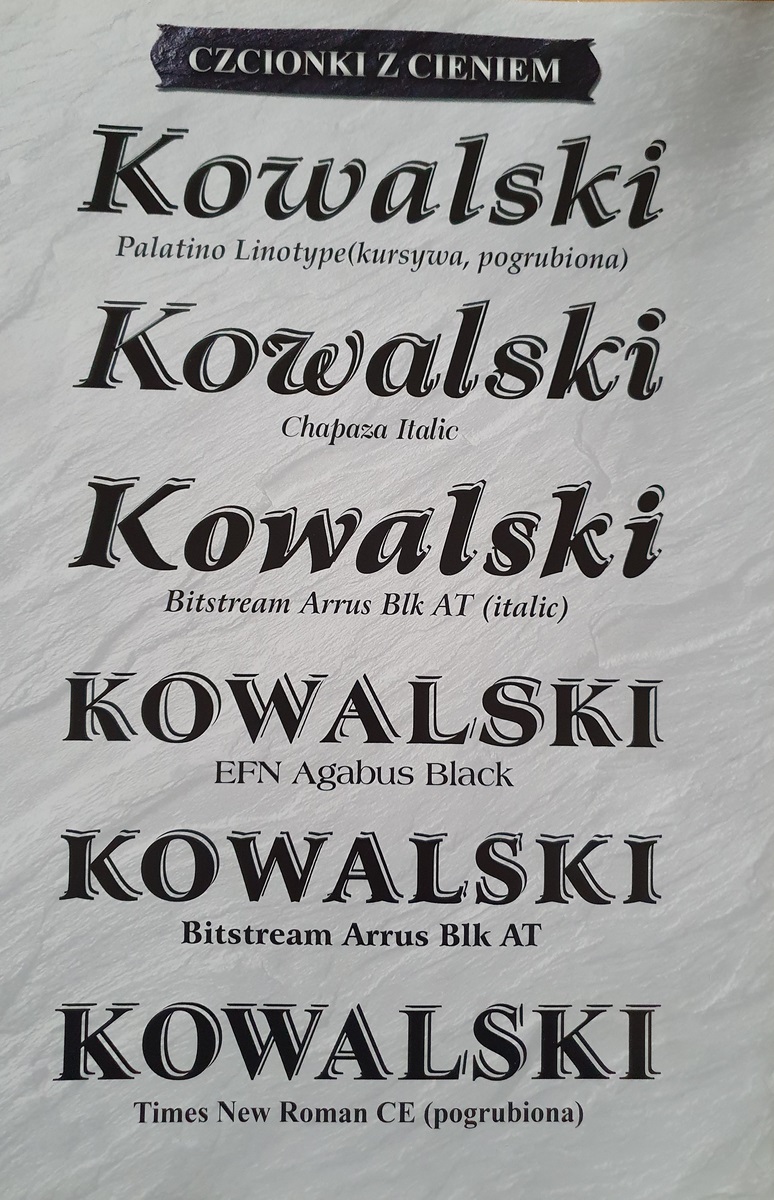 CZCIONKI Z CIENIEM
Kowalski
Palatino Linotype(kursywa, pogrubiona)
Kowalski
Chapaza Italic
Kowalski
Bitstream Arrus Blk AT (italic)
KOWALSKI
EFN Agabus Black
KOWALSKI
Bitstream Arrus Blk AT
KOWALSKI
Times New Roman CE (pogrubiona)